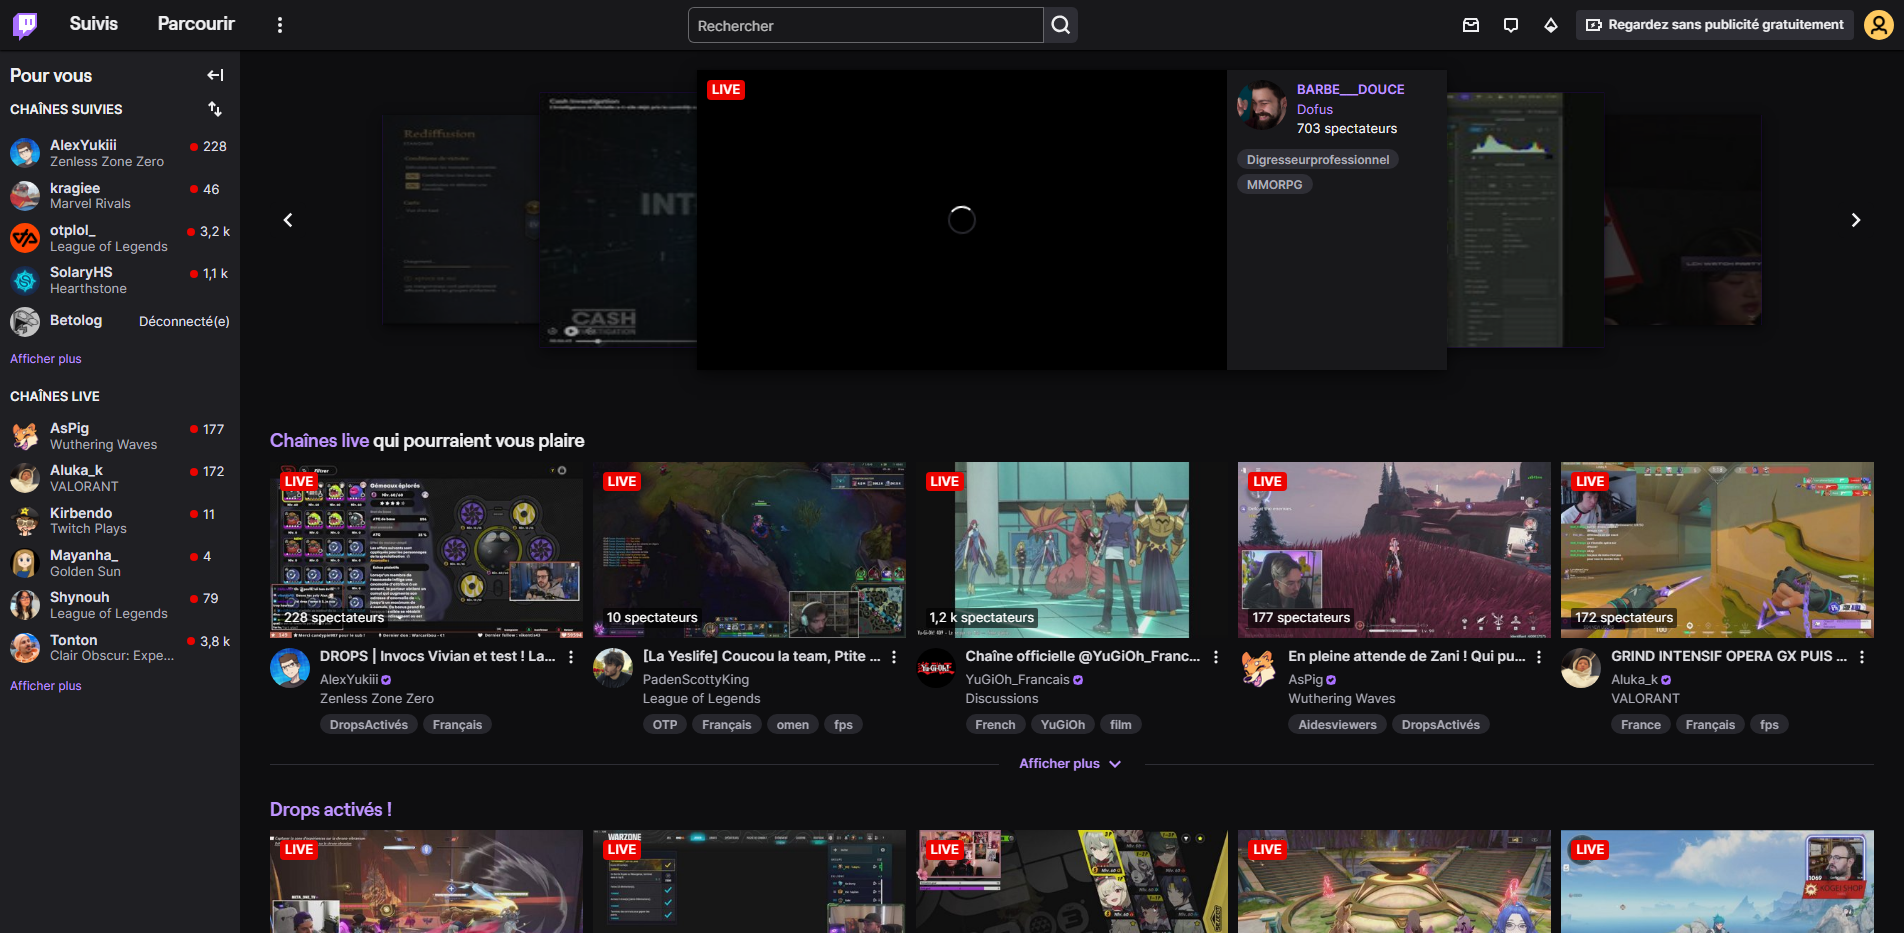 Suivis
Parcourir
Rechercher
Regardez sans publicité gratuitement
Pour vous
CHAÎNES SUIVIES
AlexYukiii
228
Zenless Zone Zero
kragiee
46
Marvel Rivals
otplol_
3,2 k
League of Legends
SolaryHS
1,1 k
Hearthstone
Betolog
Déconnecté(e)
Afficher plus
CHAÎNES LIVE
AsPig
177
Wuthering Waves
Aluka_k
172
VALORANT
Kirbendo
11
Twitch Plays
Mayanha_
4
Golden Sun
Shynouh
79
League of Legends
Tonton
3,8 k
Clair Obscur: Expe...
Afficher plus
Rediffusion
Cash Investigation
CASH
LIVE
BARBE___DOUCE
Dofus
703 spectateurs
Digresseurprofessionnel
MMORPG
Chaînes live qui pourraient vous plaire
LIVE
Gémeaux éplorés
228 spectateurs
DROPS | Invocs Vivian et test ! La...
AlexYukiii
Zenless Zone Zero
DropsActivés
Français
LIVE
10 spectateurs
[La Yeslife] Coucou la team, Ptite ...
PadenScottyKing
League of Legends
OTP
Français
omen
fps
LIVE
1,2 k spectateurs
Chaîne officielle @YuGiOh_Franc...
YuGiOh_Francais
Discussions
French
YuGiOh
film
LIVE
177 spectateurs
En pleine attende de Zani ! Qui pu...
AsPig
Wuthering Waves
Aidesviewers
DropsActivés
LIVE
172 spectateurs
GRIND INTENSIF OPERA GX PUIS ...
Aluka_k
VALORANT
France
Français
fps
Afficher plus
Drops activés !
LIVE
WARZONE
LIVE
LIVE
LIVE
LIVE